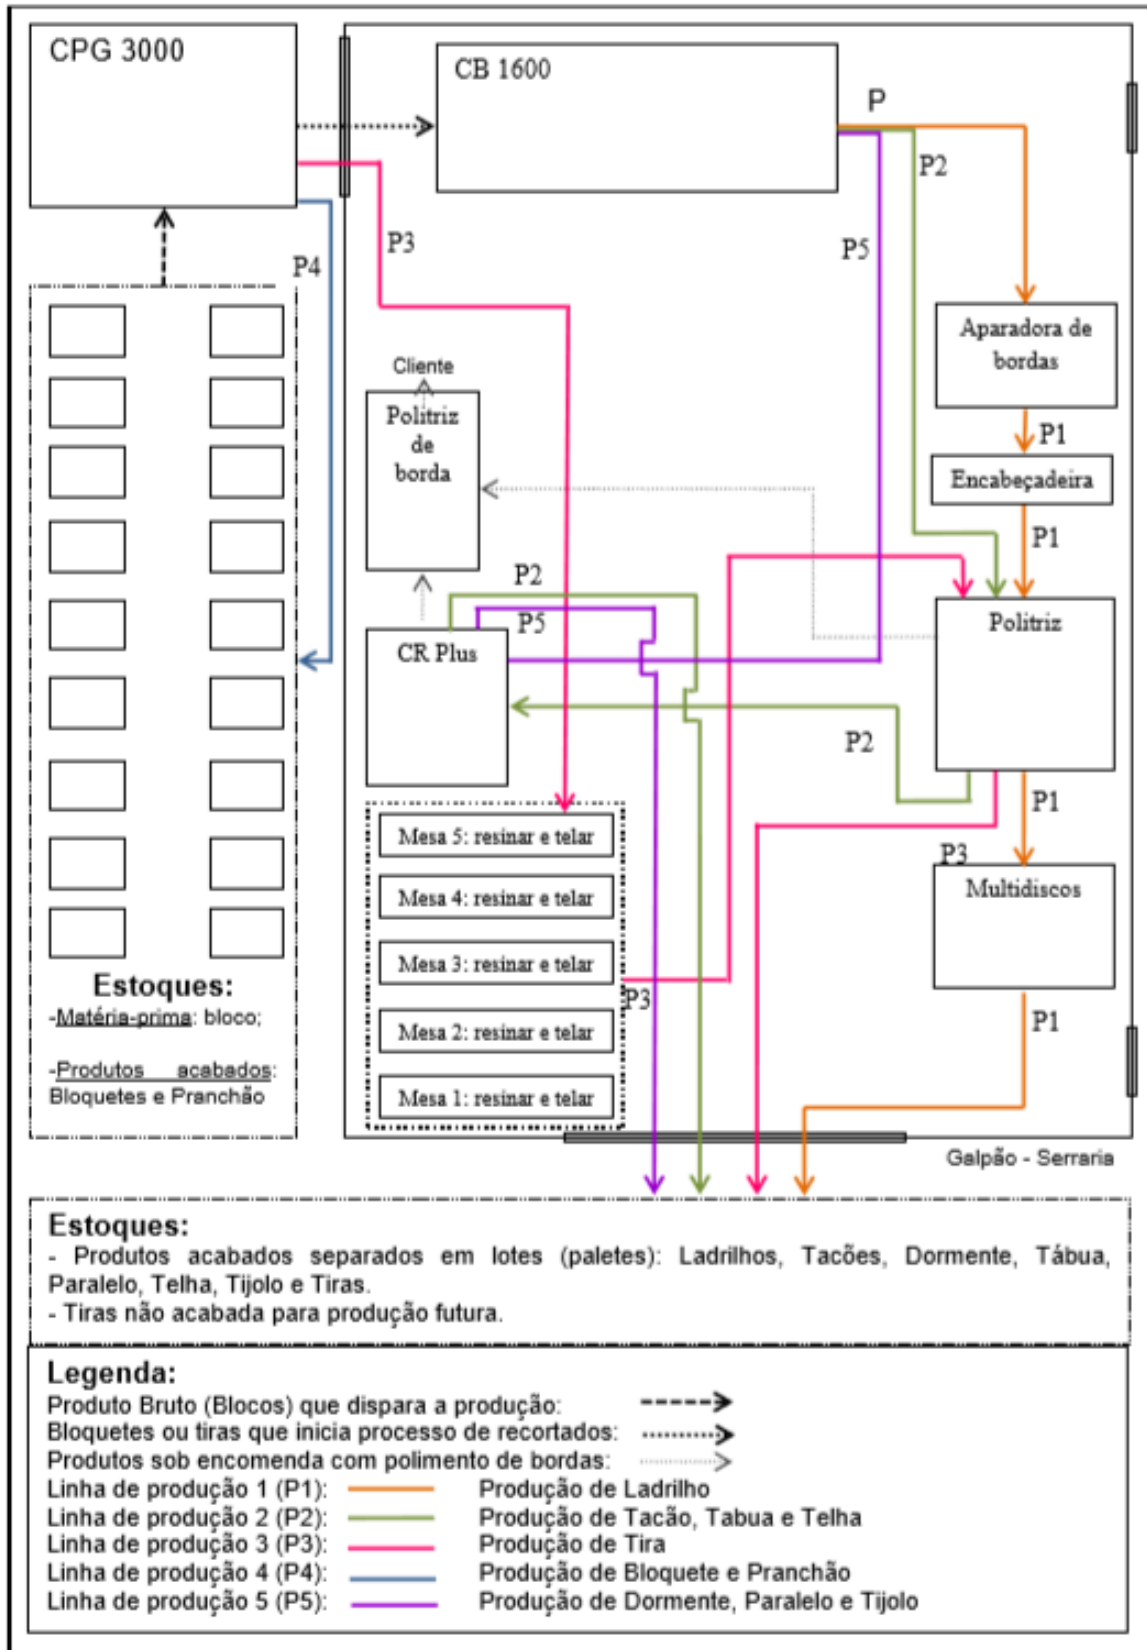 CPG 3000
CB 1600
P
P2
P3
P5
P4
Aparadora de
bordas
Cliente
Politriz
de
borda
P1
Encabeçadeira
P1
P2
P5
Politriz
CR Plus
P2
P1
Mesa 5: resinar e telar
P3
Multidiscos
Mesa 4: resinar e telar
Mesa 3: resinar e telar
P3
Estoques:
-Matéria-prima: bloco;
P1
Mesa 2: resinar e telar
-Produtos acabados:
Bloquetes e Pranchão
Mesa 1: resinar e telar
Galpão - Serraria
Estoques:
- Produtos acabados separados em lotes (paletes): Ladrilhos, Tacões, Dormente, Tábua,
Paralelo, Telha, Tijolo e Tiras.
- Tiras não acabada para produção futura.
Legenda:
Produto Bruto (Blocos) que dispara a produção:
Bloquetes ou tiras que inicia processo de recortados:
Produtos sob encomenda com polimento de bordas:
Linha de produção 1 (P1): Produção de Ladrilho
Linha de produção 2 (P2): Produção de Tacão, Tabua e Telha
Linha de produção 3 (P3): Produção de Tira
Linha de produção 4 (P4): Produção de Bloquete e Pranchão
Linha de produção 5 (P5): Produção de Dormente, Paralelo e Tijolo